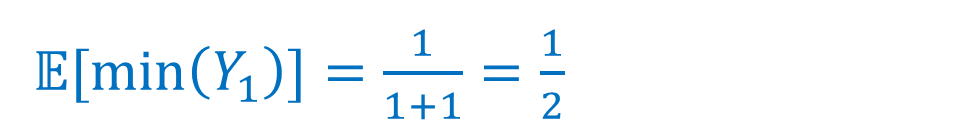 𝔼[min(Y₁)] = 1/(1+1) = 1/2